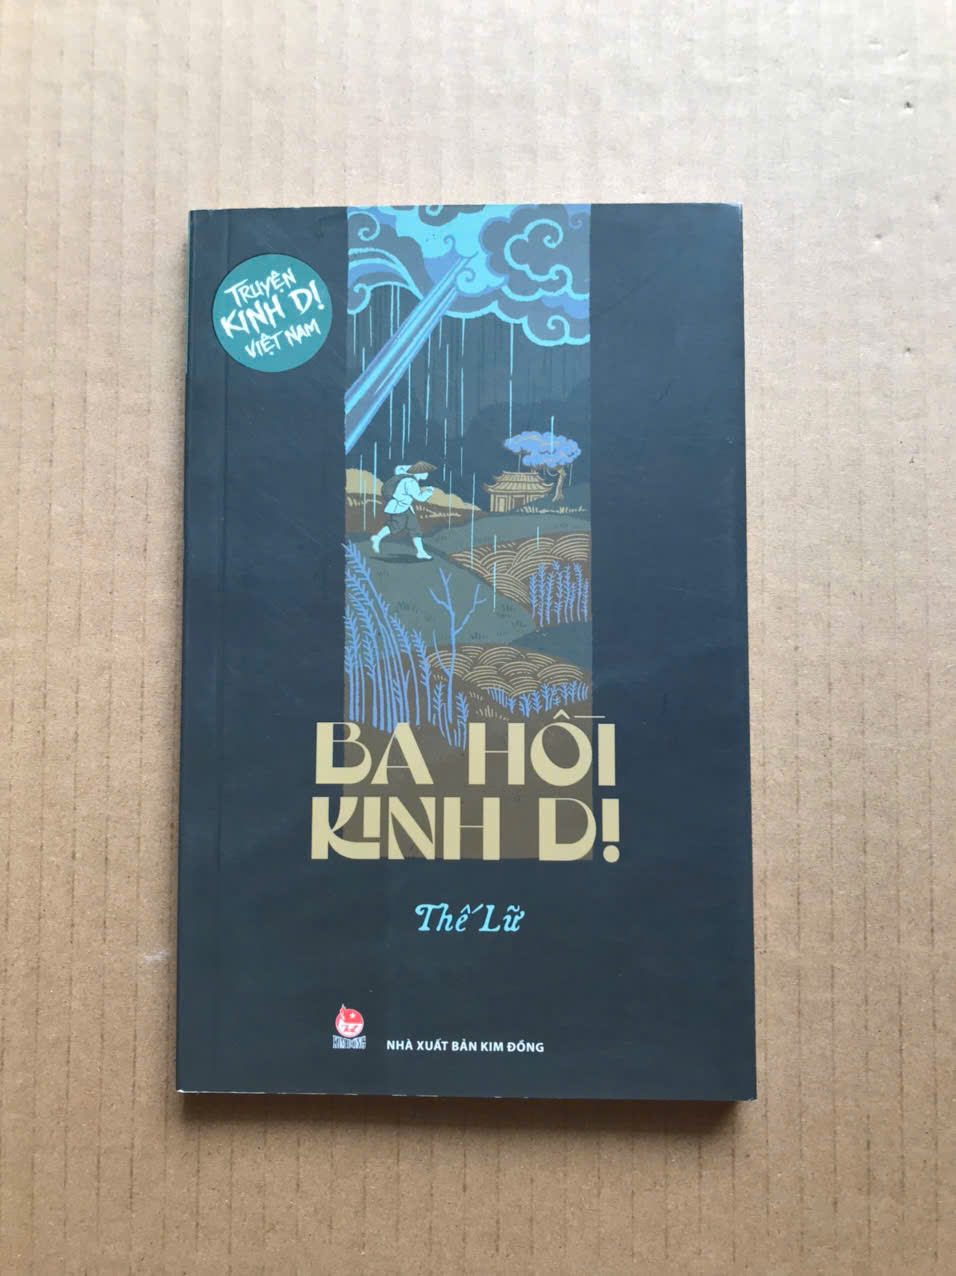 TRUYỆN
KINH DỊ
VIỆT NAM
BA HỒI
KINH DỊ
Thế Lữ
KIM ĐỒNG
NHÀ XUẤT BẢN KIM ĐỒNG